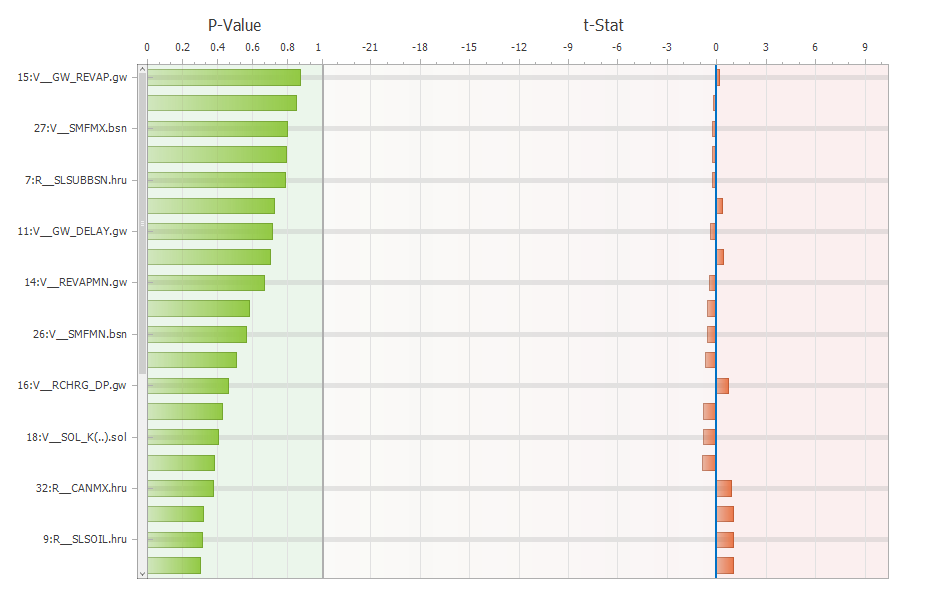 P-Value t-Stat
0 0.2 0.4 0.6 0.8 1 -21 -18 -15 -12 -9 -6 -3 0 3 6 9
15:V__GW_REVAP.gw
27:V__SMFMX.bsn
7:R__SLSUBBSN.hru
11:V__GW_DELAY.gw
14:V__REVAPMN.gw
26:V__SMFMN.bsn
16:V__RCHRG_DP.gw
18:V__SOL_K(..).sol
32:R__CANMX.hru
9:R__SLSOIL.hru